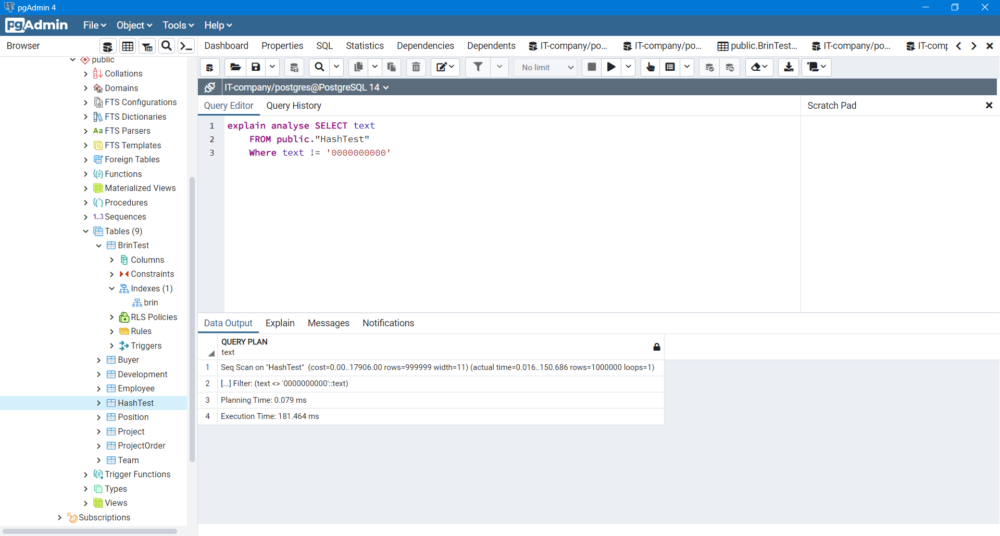 pgAdmin 4
pgAdmin File Object Tools Help
Browser
Dashboard Properties SQL Statistics Dependencies Dependents IT-company/po... IT-company/po... public.BrinTest... IT-company/po... IT-comp
No limit
IT-company/postgres@PostgreSQL 14
Query Editor Query History
Scratch Pad
1 explain analyse SELECT text
2 FROM public."HashTest"
3 Where text != '0000000000'
public
Collations
Domains
FTS Configurations
FTS Dictionaries
Aa FTS Parsers
FTS Templates
Foreign Tables
Functions
Materialized Views
Procedures
1..3 Sequences
Tables (9)
BrinTest
Columns
Constraints
Indexes (1)
brin
RLS Policies
Rules
Triggers
Buyer
Development
Employee
HashTest
Position
Project
ProjectOrder
Team
Trigger Functions
Types
Views
Subscriptions
Data Output Explain Messages Notifications
QUERY PLAN
text
1 Seq Scan on "HashTest" (cost=0.00..17906.00 rows=999999 width=11) (actual time=0.016..150.686 rows=1000000 loops=1)
2 [...] Filter: (text <> '0000000000'::text)
3 Planning Time: 0.079 ms
4 Execution Time: 181.464 ms